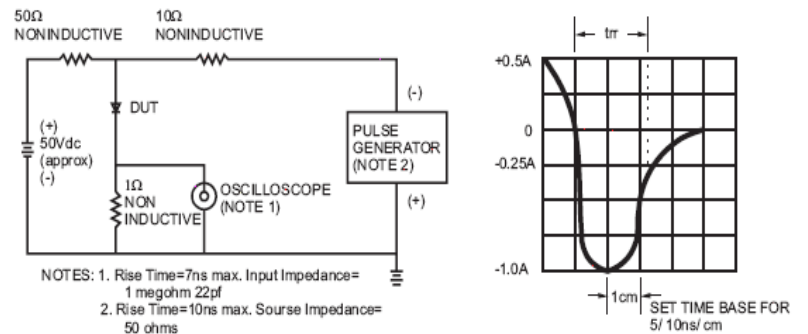 50Ω
NONINDUCTIVE
10Ω
NONINDUCTIVE
DUT
(+)
50Vdc
(approx)
(-)
1Ω
NON
INDUCTIVE
OSCILLOSCOPE
(NOTE 1)
(-)
PULSE
GENERATOR
(NOTE 2)
(+)
NOTES: 1. Rise Time=7ns max. Input Impedance=
1 megohm 22pf
2. Rise Time=10ns max. Sourse Impedance=
50 ohms
trr
+0.5A
0
-0.25A
-1.0A
1cm
SET TIME BASE FOR
5/ 10ns/ cm